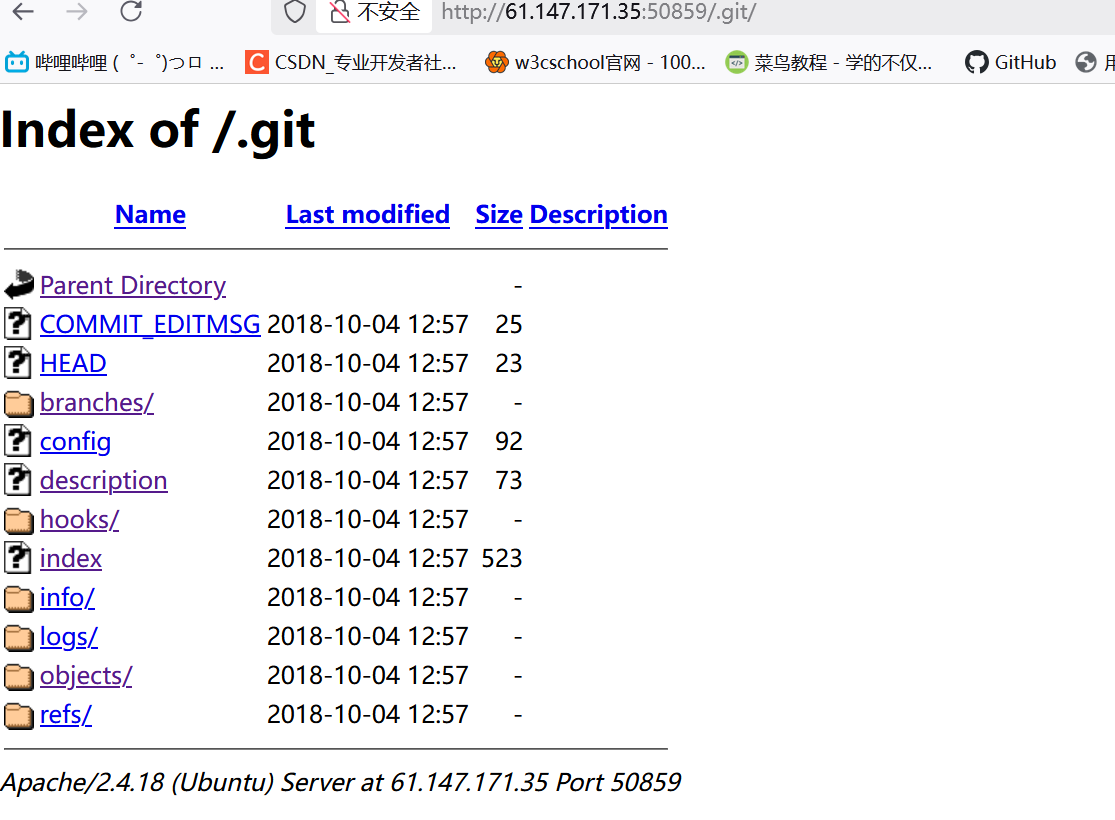 不安全 http://61.147.171.35:50859/.git/
哔哩哔哩 ( ゜- ゜)つロ ... CSDN_专业开发者社... w3cschool官网 - 100... 菜鸟教程 - 学的不仅... GitHub
Index of /.git
Name Last modified Size Description
Parent Directory -
COMMIT_EDITMSG 2018-10-04 12:57 25
HEAD 2018-10-04 12:57 23
branches/ 2018-10-04 12:57 -
config 2018-10-04 12:57 92
description 2018-10-04 12:57 73
hooks/ 2018-10-04 12:57 -
index 2018-10-04 12:57 523
info/ 2018-10-04 12:57 -
logs/ 2018-10-04 12:57 -
objects/ 2018-10-04 12:57 -
refs/ 2018-10-04 12:57 -
Apache/2.4.18 (Ubuntu) Server at 61.147.171.35 Port 50859